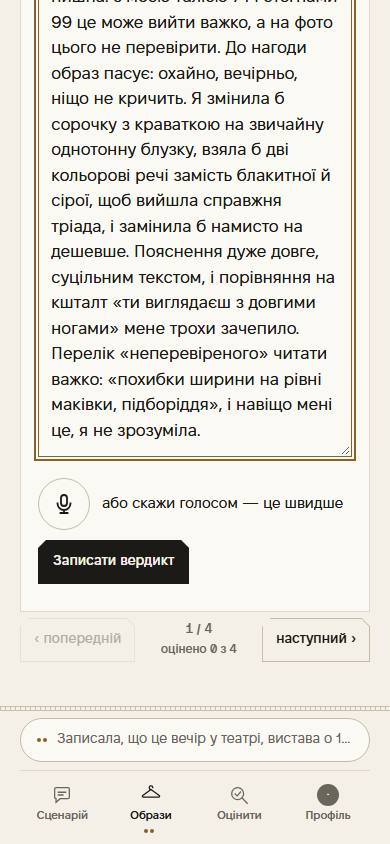 99 це може вийти важко, а на фото
цього не перевірити. До нагоди
образ пасує: охайно, вечірньо,
ніщо не кричить. Я змінила б
сорочку з краваткою на звичайну
однотонну блузку, взяла б дві
кольорові речі замість блакитної й
сірої, щоб вийшла справжня
тріада, і замінила б намисто на
дешевше. Пояснення дуже довге,
суцільним текстом, і порівняння на
кшталт «ти виглядаєш з довгими
ногами» мене трохи зачепило.
Перелік «неперевіреного» читати
важко: «похибки ширини на рівні
маківки, підборіддя», і навіщо мені
це, я не зрозуміла.
або скажи голосом — це швидше
Записати вердикт
‹ попередній
1 / 4
оцінено 0 з 4
наступний ›
Записала, що це вечір у театрі, вистава о 1...
Сценарій
Образи
Оцінити
Профіль